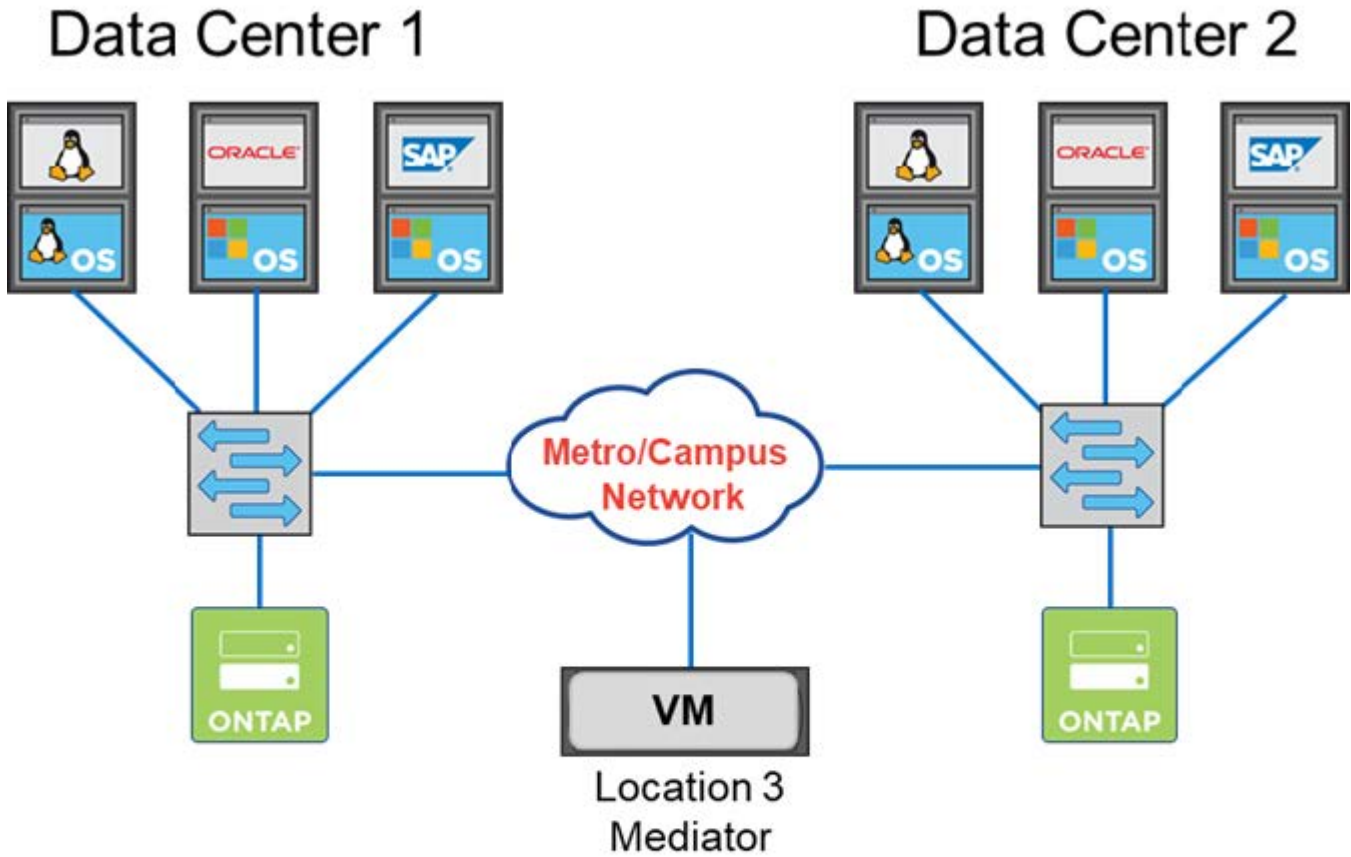 Data Center 1
Data Center 2
ORACLE
SAP
OS
OS
OS
ORACLE
SAP
OS
OS
OS
Metro/Campus
Network
ONTAP
VM
ONTAP
Location 3
Mediator